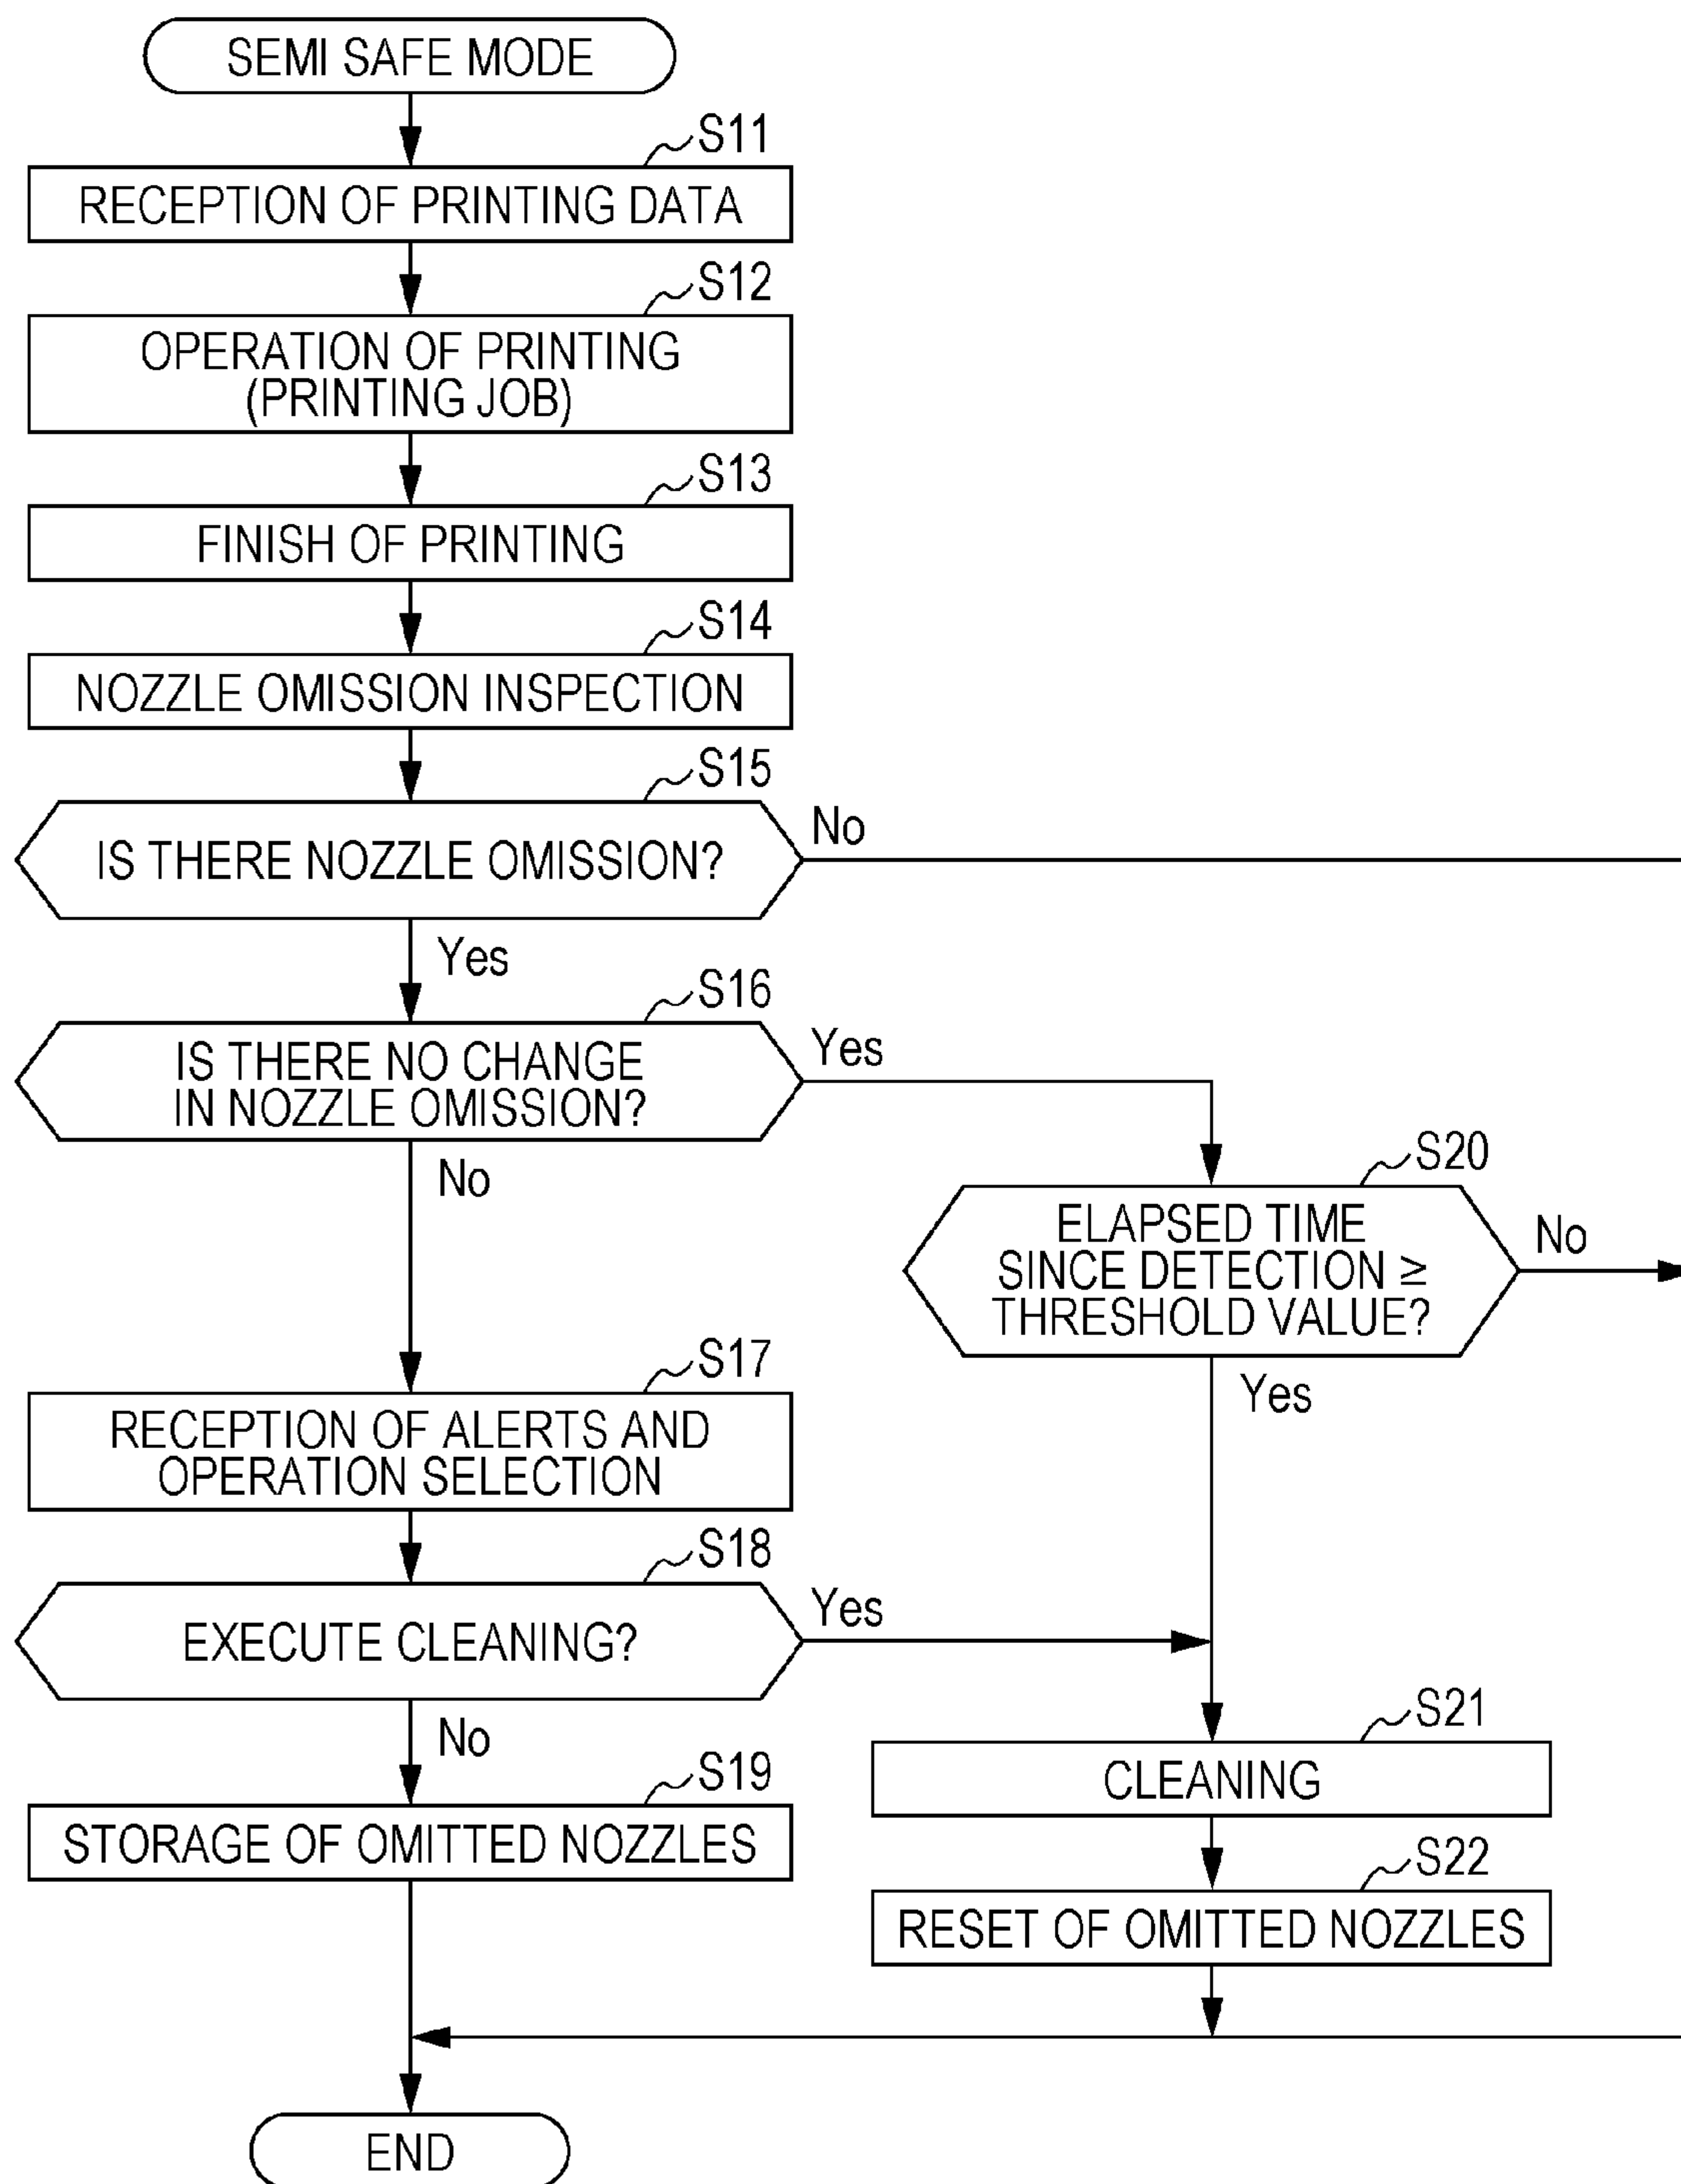 SEMI SAFE MODE
S11
RECEPTION OF PRINTING DATA
S12
OPERATION OF PRINTING
(PRINTING JOB)
S13
FINISH OF PRINTING
S14
NOZZLE OMISSION INSPECTION
S15
IS THERE NOZZLE OMISSION?
No
Yes
S16
IS THERE NO CHANGE
IN NOZZLE OMISSION?
Yes
No
S20
ELAPSED TIME
SINCE DETECTION ≥
THRESHOLD VALUE?
No
Yes
S17
RECEPTION OF ALERTS AND
OPERATION SELECTION
S18
EXECUTE CLEANING?
Yes
No
S19
STORAGE OF OMITTED NOZZLES
S21
CLEANING
S22
RESET OF OMITTED NOZZLES
END